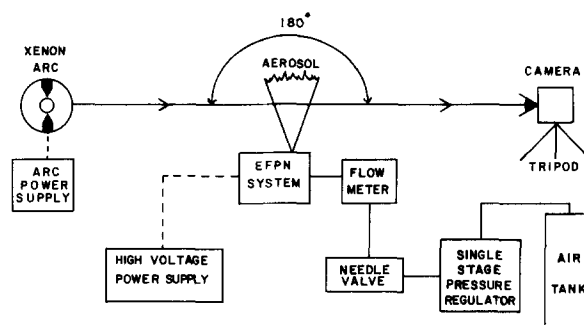 180°
XENON
ARC
AEROSOL
CAMERA
EFPN
SYSTEM
FLOW
METER
TRIPOD
ARC
POWER
SUPPLY
HIGH VOLTAGE
POWER SUPPLY
NEEDLE
VALVE
SINGLE
STAGE
PRESSURE
REGULATOR
AIR
TANK